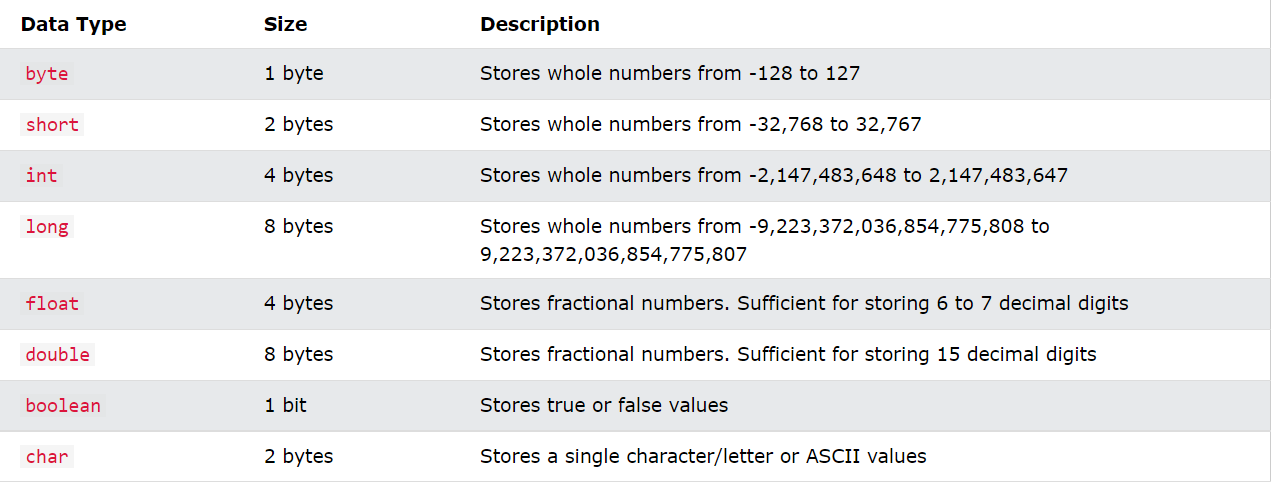 Data Type Size Description
byte 1 byte Stores whole numbers from -128 to 127
short 2 bytes Stores whole numbers from -32,768 to 32,767
int 4 bytes Stores whole numbers from -2,147,483,648 to 2,147,483,647
long 8 bytes Stores whole numbers from -9,223,372,036,854,775,808 to
9,223,372,036,854,775,807
float 4 bytes Stores fractional numbers. Sufficient for storing 6 to 7 decimal digits
double 8 bytes Stores fractional numbers. Sufficient for storing 15 decimal digits
boolean 1 bit Stores true or false values
char 2 bytes Stores a single character/letter or ASCII values